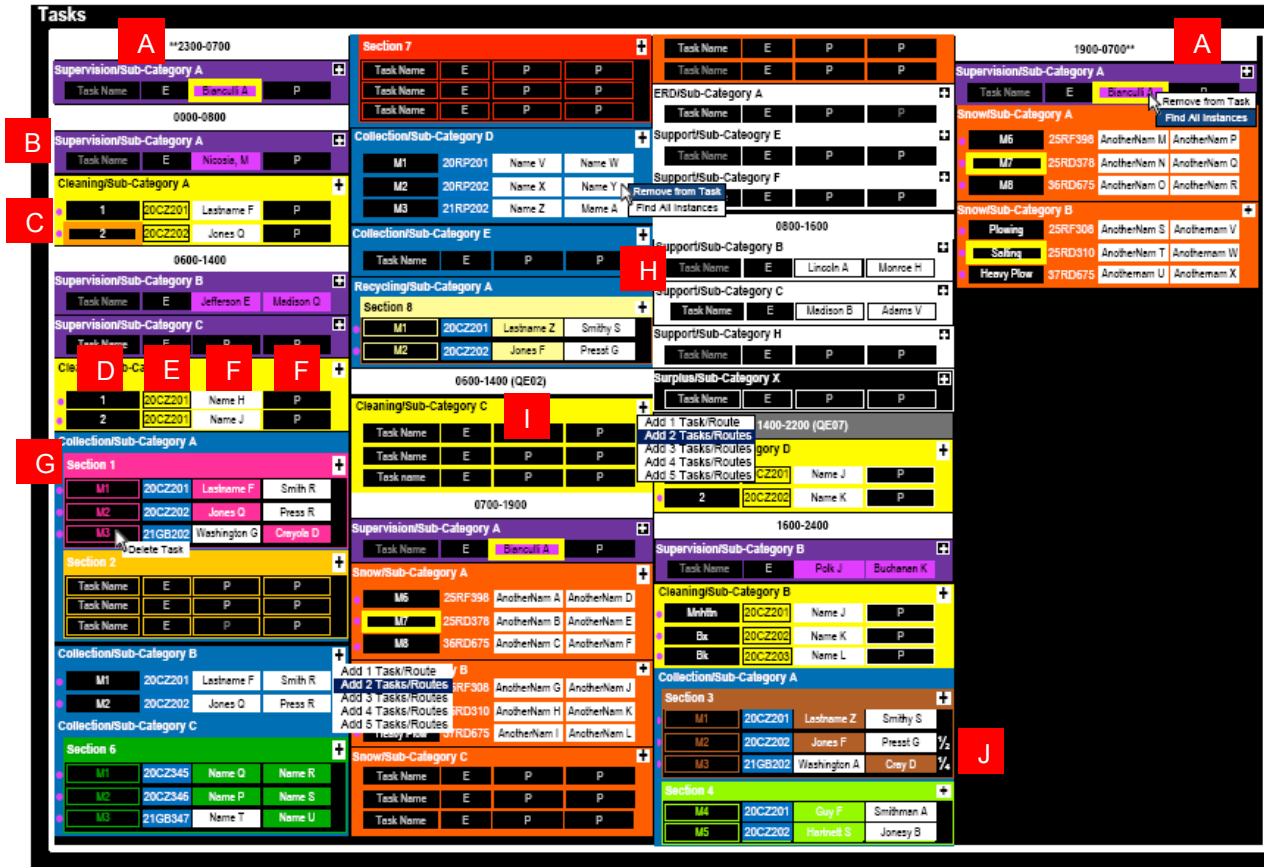 Tasks
A
**2300-0700
Supervision/Sub-Category A
Task Name E Bianculli A P
0000-0800
B
Supervision/Sub-Category A
Task Name E Nicosia, M P
Cleaning/Sub-Category A
1 20CZ201 Lastname F P
C
2 20CZ202 Jones Q P
0600-1400
Supervision/Sub-Category B
Task Name E Jefferson E Madison Q
Supervision/Sub-Category C
Task Name E P P
D E F F
1 20CZ201 Name H P
2 20CZ201 Name J P
Collection/Sub-Category A
G
Section 1
M1 20CZ201 Lastname F Smith R
M2 20CZ202 Jones Q Press R
M3 21GB202 Washington G Crayola D
Delete Task
Section 2
Task Name E P P
Task Name E P P
Task Name E P P
Collection/Sub-Category B
M1 20CZ201 Lastname F Smith R
M2 20CZ202 Jones Q Press R
Add 1 Task/Route
Add 2 Tasks/Routes
Add 3 Tasks/Routes
Add 4 Tasks/Routes
Add 5 Tasks/Routes
Collection/Sub-Category C
Section 6
M1 20CZ345 Name Q Name R
M2 20CZ346 Name P Name S
M3 21GB347 Name T Name U
Section 7
Task Name E P P
Task Name E P P
Task Name E P P
Collection/Sub-Category D
M1 20RP201 Name V Name W
M2 20RP202 Name X Name Y
M3 21RP202 Name Z Mame A
Remove from Task
Find All Instances
Collection/Sub-Category E
Task Name E P P
Recycling/Sub-Category A
Section 8
M1 20CZ201 Lastname Z Smithy S
M2 20CZ202 Jones F Presst G
0600-1400 (QE02)
Cleaning/Sub-Category C
I
Task Name E P
Task Name E P P
Task name E P P
Add 1 Task/Route
Add 2 Tasks/Routes
Add 3 Tasks/Routes
Add 4 Tasks/Routes
Add 5 Tasks/Routes
0700-1900
Supervision/Sub-Category A
Task Name E Bianculli A P
Snow/Sub-Category A
M6 25RF398 AnotherNam A AnotherNam D
M7 25RD378 AnotherNam B AnotherNam E
M8 36RD675 AnotherNam C AnotherNam F
B
RF308 AnotherNam G AnotherNam J
RD310 AnotherNam H AnotherNam K
Heavy Plow 37RD675 AnotherNam I AnotherNam L
Snow/Sub-Category C
Task Name E P P
Task Name E P P
Task Name E P P
Task Name E P P
Task Name E P P
ERD/Sub-Category A
Task Name E P P
Support/Sub-Cateogry E
Task Name E P P
Support/Sub-Category F
P P
0800-1600
H
Support/Sub-Category B
Task Name E Lincoln A Monroe H
Support/Sub-Category C
Task Name E Madison B Adams V
Support/Sub-Category H
Task Name E P P
Surplus/Sub-Category X
Task Name E P P
1400-2200 (QE07)
gory D
CZ201 Name J P
2 20CZ202 Name K P
1600-2400
Supervision/Sub-Category B
Task Name E Polk J Buchanan K
Cleaning/Sub-Category B
Mnhttn 20CZ201 Name J P
Bx 20CZ202 Name K P
Bk 20CZ203 Name L P
Collection/Sub-Category A
Section 3
M1 20CZ201 Lastname Z Smithy S
M2 20CZ202 Jones F Presst G ½
J
M3 21GB202 Washington A Cray D ¼
Section 4
M4 20CZ201 Guy F Smithman A
M5 20CZ202 Hartnett S Jonesy B
A
1900-0700**
Supervision/Sub-Category A
Task Name E Bianculli A P
Remove from Task
Find All Instances
Snow/Sub-Category A
M6 25RF398 AnotherNam M AnotherNam P
M7 25RD378 AnotherNam N AnotherNam Q
M8 36RD675 AnotherNam O AnotherNam R
Snow/Sub-Category B
Plowing 25RF308 AnotherNam S Anothernam V
Salting 25RD310 AnotherNam T Anothernam W
Heavy Plow 37RD675 Anothernam U Anothernam X